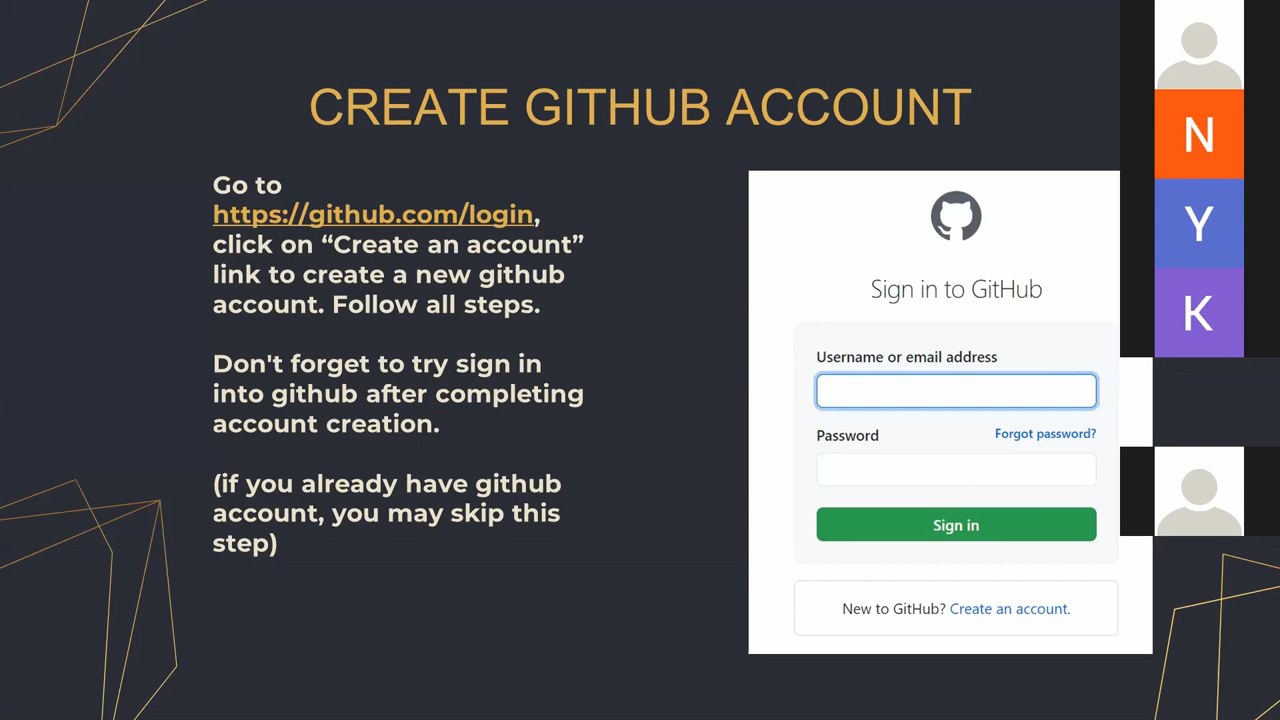 CREATE GITHUB ACCOUNT
Go to
https://github.com/login,
click on “Create an account”
link to create a new github
account. Follow all steps.
Don't forget to try sign in
into github after completing
account creation.
(if you already have github
account, you may skip this
step)
Sign in to GitHub
Username or email address
Password
Forgot password?
Sign in
New to GitHub? Create an account.
N
Y
K